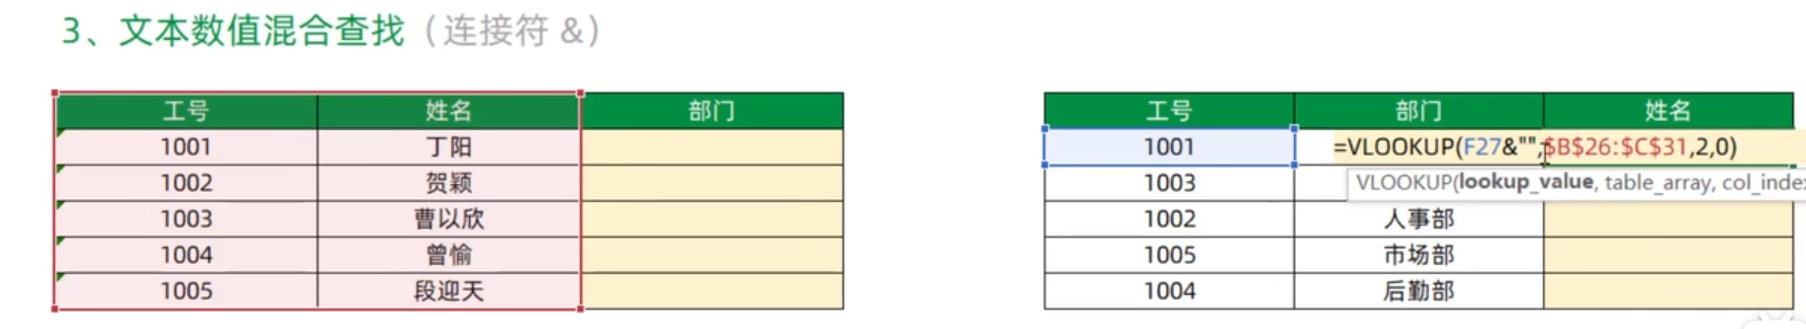 3、文本数值混合查找（连接符 &）
工号 姓名 部门
1001 丁阳
1002 贺颖
1003 曹以欣
1004 曾愉
1005 段迎天
工号 部门 姓名
1001 =VLOOKUP(F27&"",$B$26:$C$31,2,0)
1003 VLOOKUP(lookup_value, table_array, col_index
1002 人事部
1005 市场部
1004 后勤部